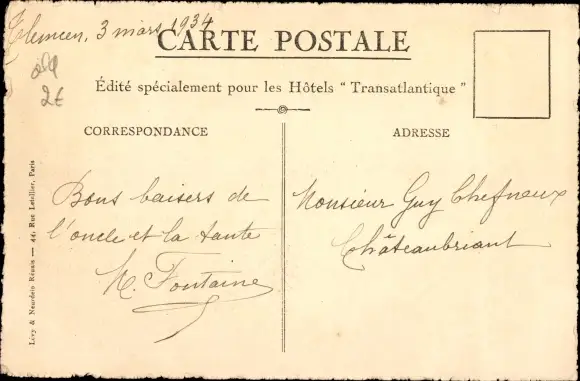 Tlemcen, 3 mars 1934
CARTE POSTALE
Édité spécialement pour les Hôtels " Transatlantique "
2€
CORRESPONDANCE
Bons baisers de
l'oncle et la tante
M. Fontaine
ADRESSE
Monsieur Guy Chefneux
Châteaubriant
Lévy & Neurdein Réunis — 44, Rue Letellier, Paris